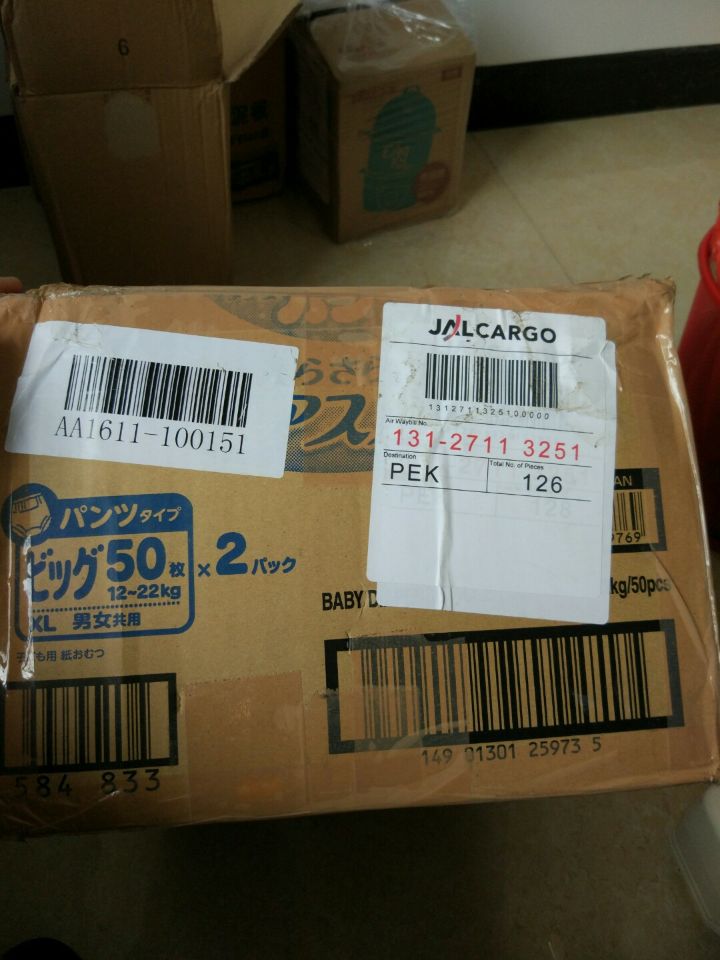 6
AA1611-100151
JALCARGO
1312711325100000
Air Waybill No.
131-2711 3251
Destination
PEK
Total No. of Pieces
126
パンツタイプ
ビッグ50枚×2パック
12~22kg
XL 男女共用
BABY
kg/50pcs
149 01301 25973 5
584 833
9769